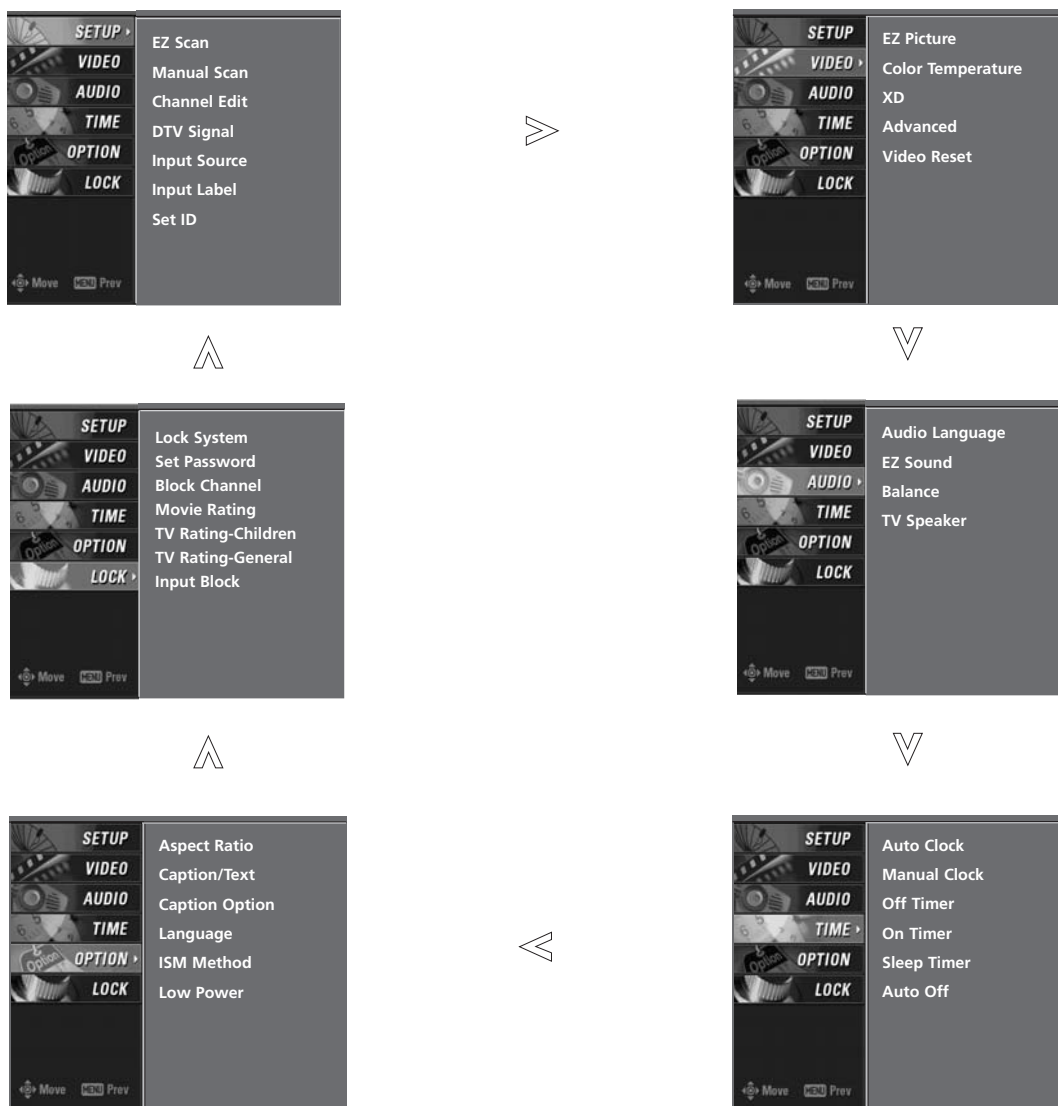 SETUP
VIDEO
AUDIO
TIME
OPTION
LOCK
Move MENU Prev
EZ Scan
Manual Scan
Channel Edit
DTV Signal
Input Source
Input Label
Set ID
SETUP
VIDEO
AUDIO
TIME
OPTION
LOCK
Move MENU Prev
EZ Picture
Color Temperature
XD
Advanced
Video Reset
SETUP
VIDEO
AUDIO
TIME
OPTION
LOCK
Move MENU Prev
Lock System
Set Password
Block Channel
Movie Rating
TV Rating-Children
TV Rating-General
Input Block
SETUP
VIDEO
AUDIO
TIME
OPTION
LOCK
Move MENU Prev
Audio Language
EZ Sound
Balance
TV Speaker
SETUP
VIDEO
AUDIO
TIME
OPTION
LOCK
Move MENU Prev
Aspect Ratio
Caption/Text
Caption Option
Language
ISM Method
Low Power
SETUP
VIDEO
AUDIO
TIME
OPTION
LOCK
Move MENU Prev
Auto Clock
Manual Clock
Off Timer
On Timer
Sleep Timer
Auto Off